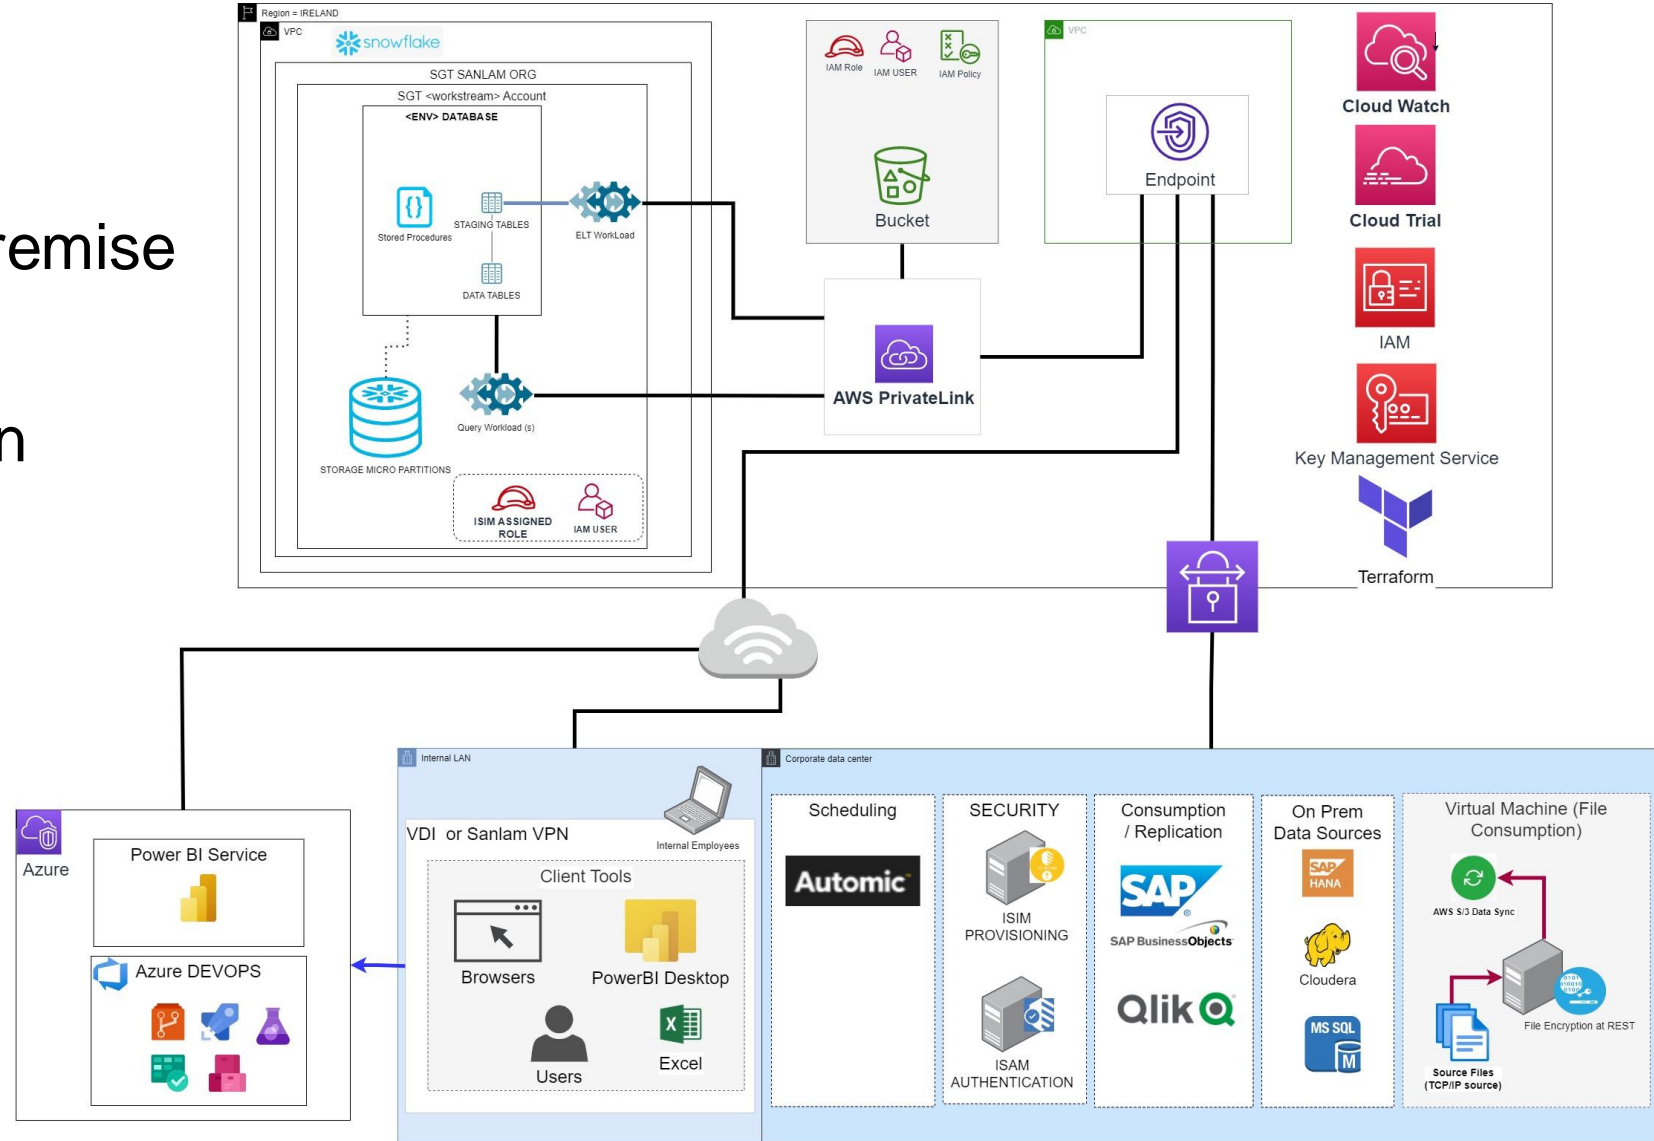 remise
n
Region = IRELAND
VPC
snowflake
SGT SANLAM ORG
SGT <workstream> Account
<ENV> DATABASE
Stored Procedures
STAGING TABLES
DATA TABLES
ELT WorkLoad
Query Workload (s)
STORAGE MICRO PARTITIONS
ISIM ASSIGNED
ROLE
IAM USER
IAM Role
IAM USER
IAM Policy
Bucket
AWS PrivateLink
VPC
Endpoint
Cloud Watch
Cloud Trial
IAM
Key Management Service
Terraform
Azure
Power BI Service
Azure DEVOPS
Internal LAN
Internal Employees
VDI or Sanlam VPN
Client Tools
Browsers
PowerBI Desktop
Users
Excel
Corporate data center
Scheduling
Automic
SECURITY
ISIM
PROVISIONING
ISAM
AUTHENTICATION
Consumption
/ Replication
SAP
SAP BusinessObjects
Qlik
On Prem
Data Sources
SAP
HANA
Cloudera
MS SQL
M
Virtual Machine (File
Consumption)
AWS S/3 Data Sync
File Encryption at REST
Source Files
(TCP/IP source)